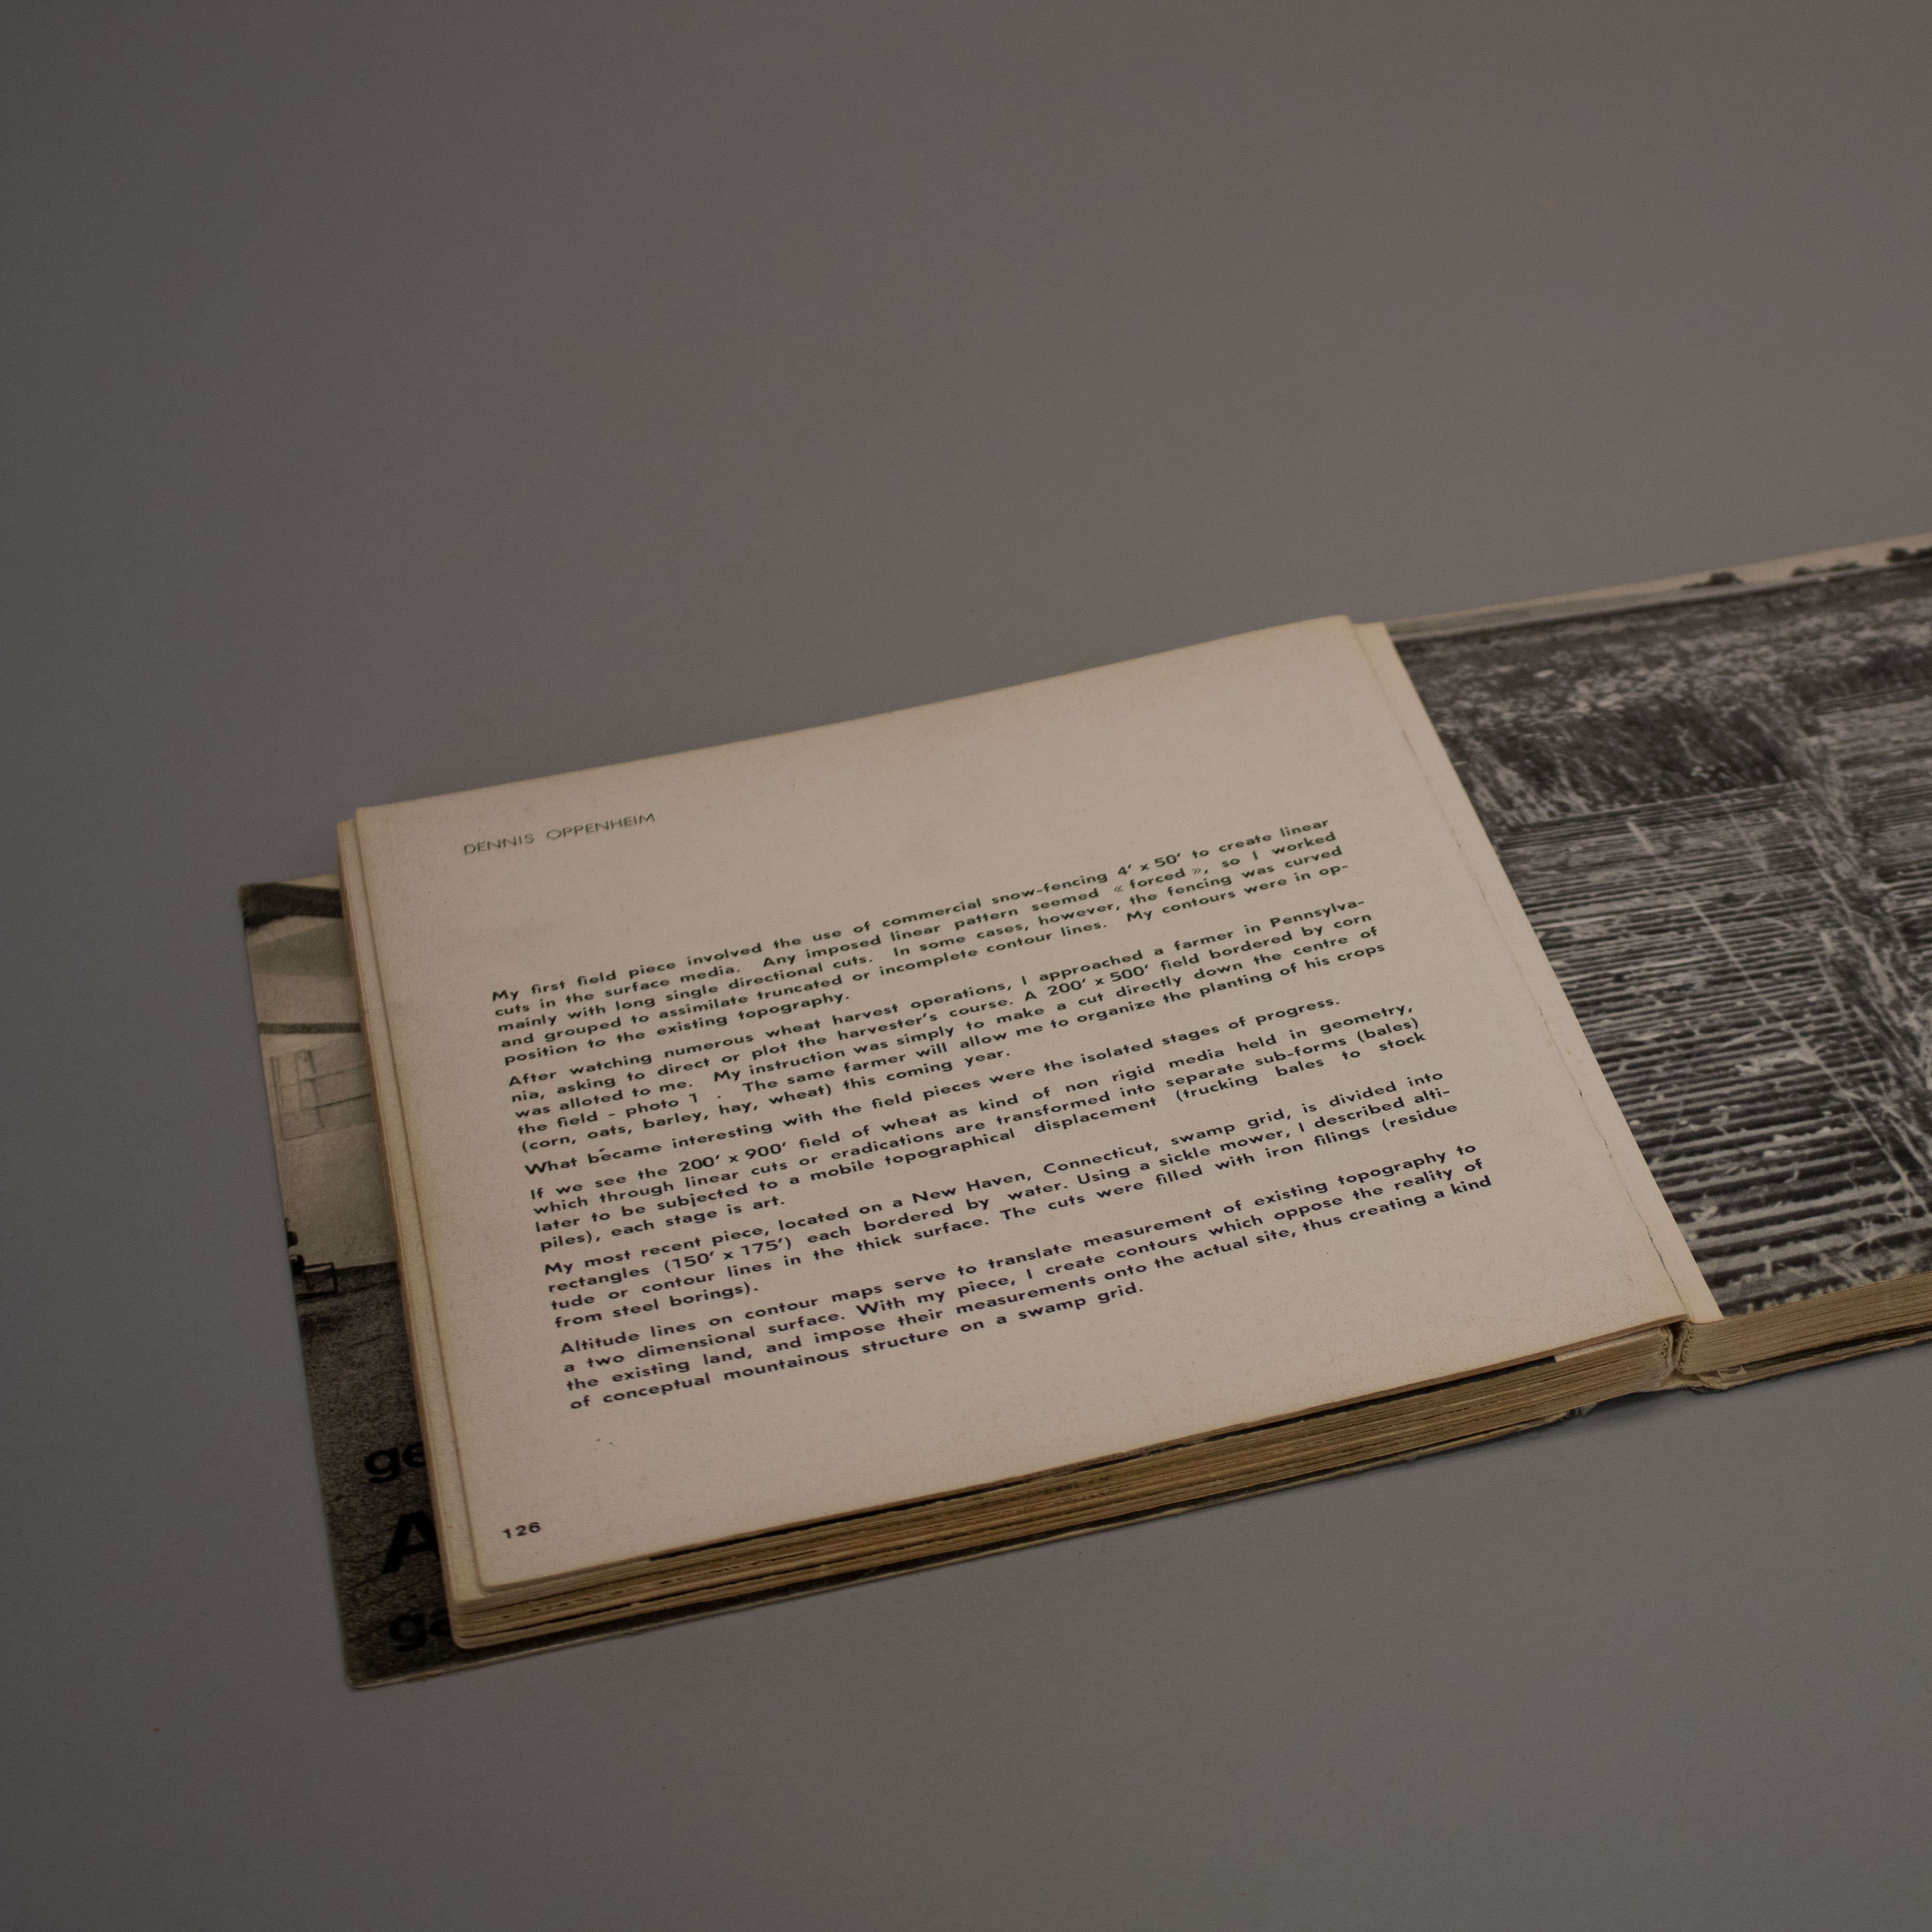 DENNIS OPPENHEIM
My first field piece involved the use of commercial snow-fencing 4' x 50' to create linear
cuts in the surface media. Any imposed linear pattern seemed « forced », so I worked
mainly with long single directional cuts. In some cases, however, the fencing was curved
and grouped to assimilate truncated or incomplete contour lines. My contours were in op-
position to the existing topography.
After watching numerous wheat harvest operations, I approached a farmer in Pennsylva-
nia, asking to direct or plot the harvester's course. A 200' x 500' field bordered by corn
was alloted to me. My instruction was simply to make a cut directly down the centre of
the field - photo 1 . The same farmer will allow me to organize the planting of his crops
(corn, oats, barley, hay, wheat) this coming year.
What became interesting with the field pieces were the isolated stages of progress.
If we see the 200' x 900' field of wheat as kind of non rigid media held in geometry,
which through linear cuts or eradications are transformed into separate sub-forms (bales)
later to be subjected to a mobile topographical displacement (trucking bales to stock
piles), each stage is art.
My most recent piece, located on a New Haven, Connecticut, swamp grid, is divided into
rectangles (150' x 175') each bordered by water. Using a sickle mower, I described alti-
tude or contour lines in the thick surface. The cuts were filled with iron filings (residue
from steel borings).
Altitude lines on contour maps serve to translate measurement of existing topography to
a two dimensional surface. With my piece, I create contours which oppose the reality of
the existing land, and impose their measurements onto the actual site, thus creating a kind
of conceptual mountainous structure on a swamp grid.
126
ge
A
ga